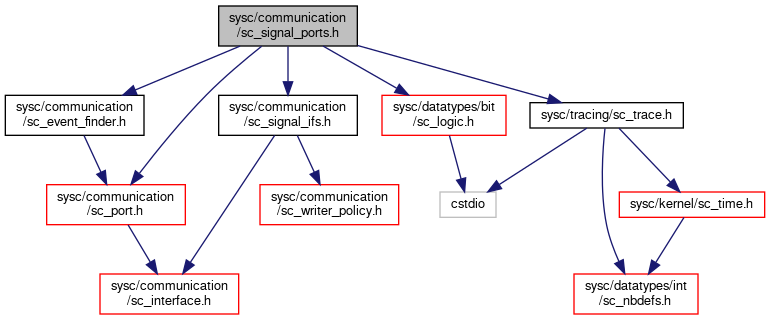 sysc/communication
/sc_signal_ports.h
sysc/communication
/sc_event_finder.h
sysc/communication
/sc_signal_ifs.h
sysc/datatypes/bit
/sc_logic.h
sysc/tracing/sc_trace.h
sysc/communication
/sc_port.h
sysc/communication
/sc_writer_policy.h
cstdio
sysc/kernel/sc_time.h
sysc/communication
/sc_interface.h
sysc/datatypes/int
/sc_nbdefs.h